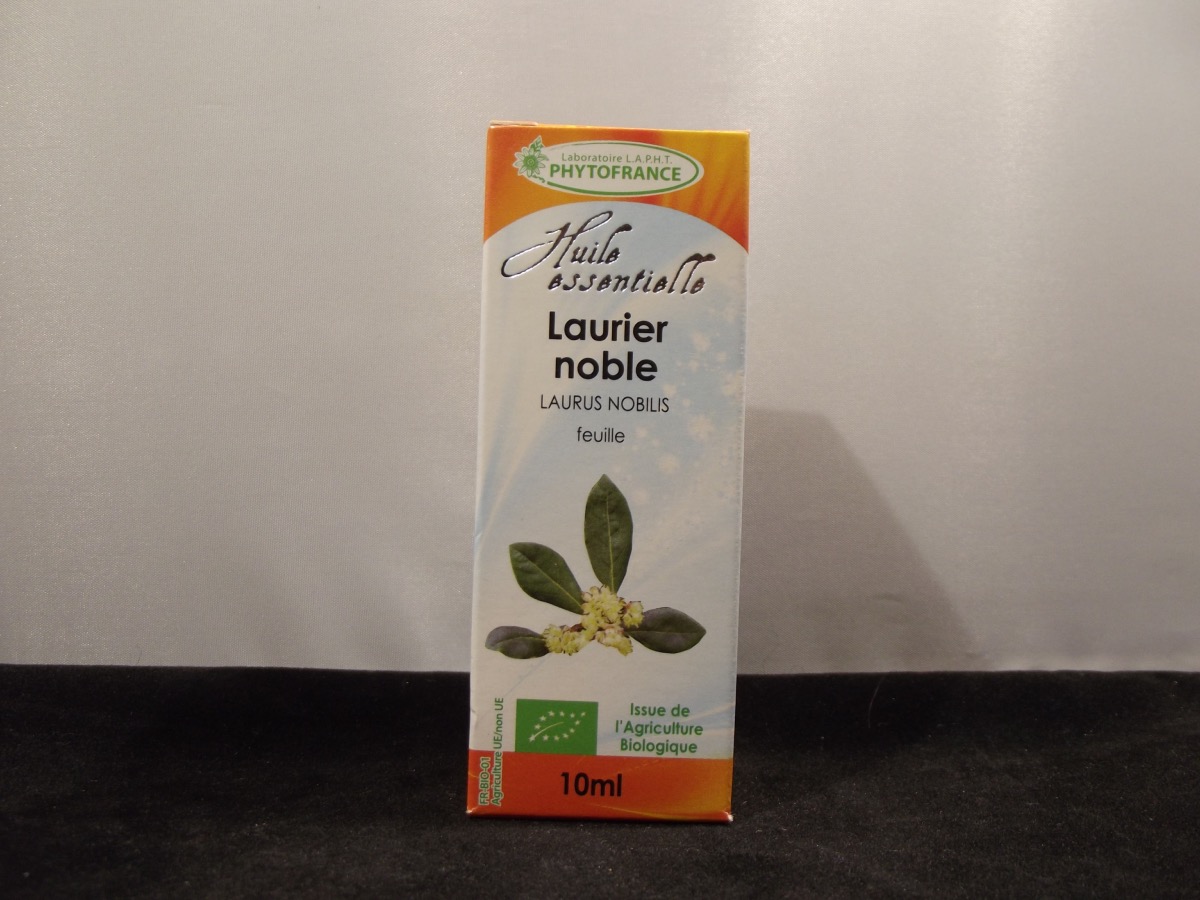 Laboratoire L.A.P.H.T.
PHYTOFRANCE
Huile
essentielle
Laurier
noble
LAURUS NOBILIS
feuille
Issue de
l'Agriculture
Biologique
FR-BIO-01
Agriculture UE/non UE
10ml